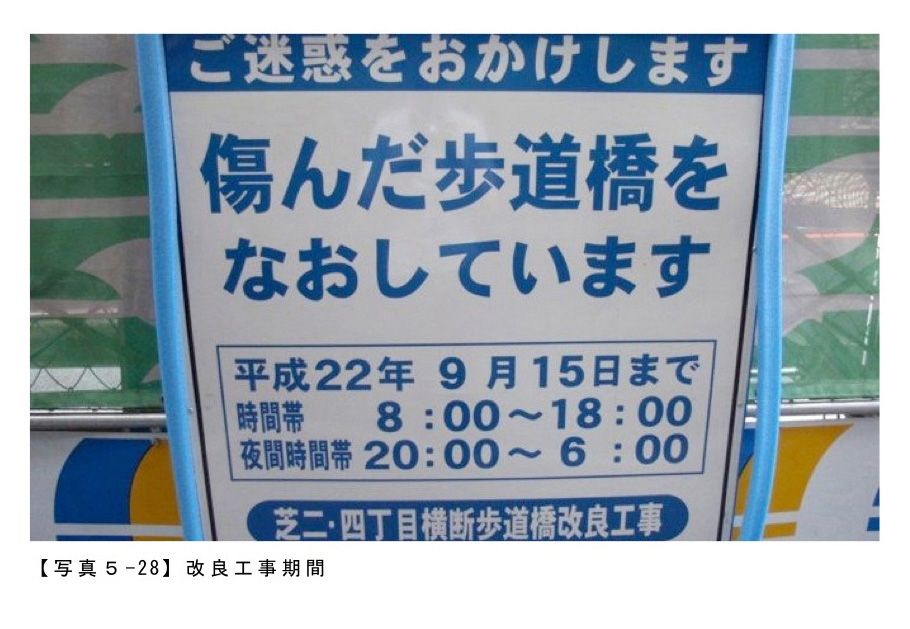 ご迷惑をおかけします
傷んだ歩道橋を
なおしています
平成22年 9月15日まで
時間帯 8:00～18:00
夜間時間帯 20:00～6:00
芝二・四丁目横断歩道橋改良工事
【写真5-28】改良工事期間